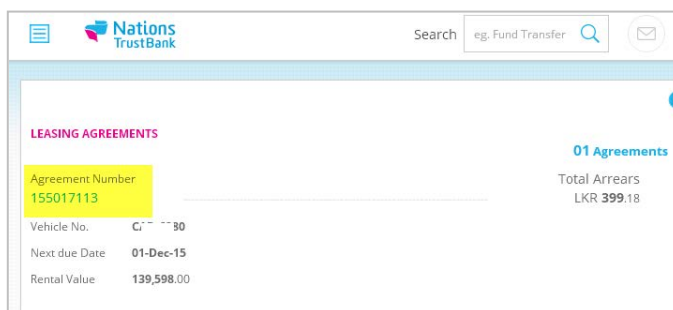 Nations
TrustBank
Search eg. Fund Transfer
LEASING AGREEMENTS
01 Agreements
Agreement Number
Total Arrears
155017113
LKR 399.18
Vehicle No.
Next due Date 01-Dec-15
Rental Value 139,598.00